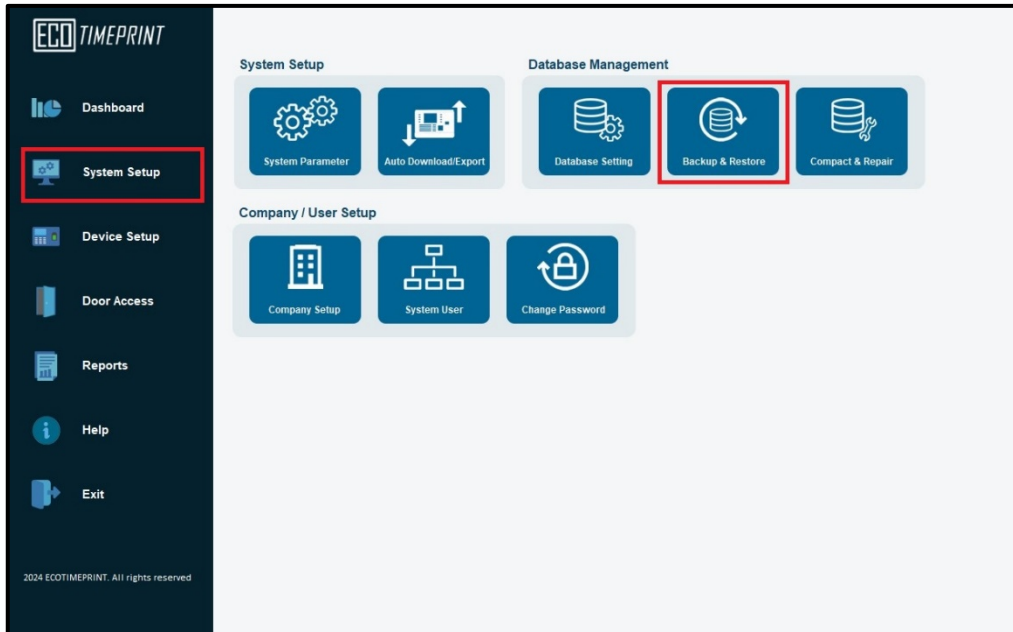 ECO TIMEPRINT
Dashboard
System Setup
Device Setup
Door Access
Reports
Help
Exit
2024 ECOTIMEPRINT. All rights reserved
System Setup
System Parameter
Auto Download/Export
Database Management
Database Setting
Backup & Restore
Compact & Repair
Company / User Setup
Company Setup
System User
Change Password